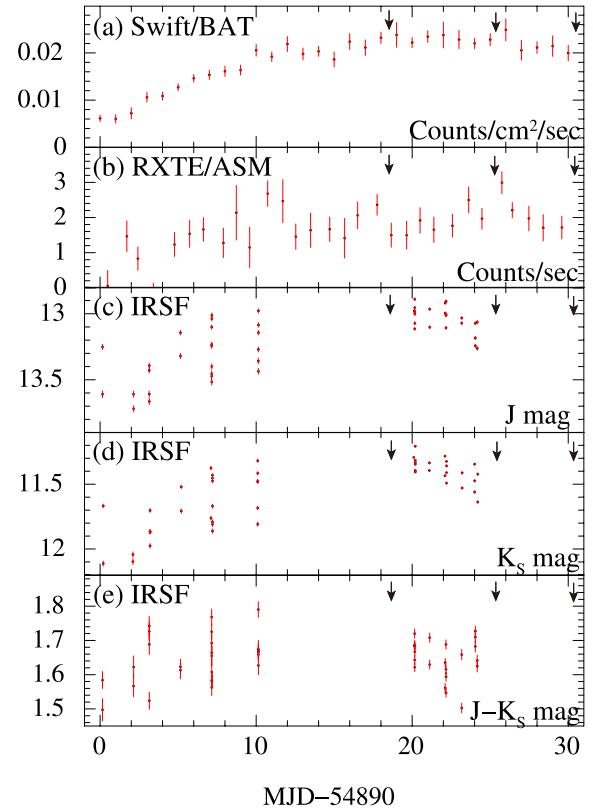 (a) Swift/BAT
0.02
0.01
0
Counts/cm²/sec
(b) RXTE/ASM
3
2
1
0
Counts/sec
(c) IRSF
13
13.5
J mag
(d) IRSF
11.5
12
K_S mag
(e) IRSF
1.8
1.7
1.6
1.5
J−K_S mag
0 10 20 30
MJD−54890